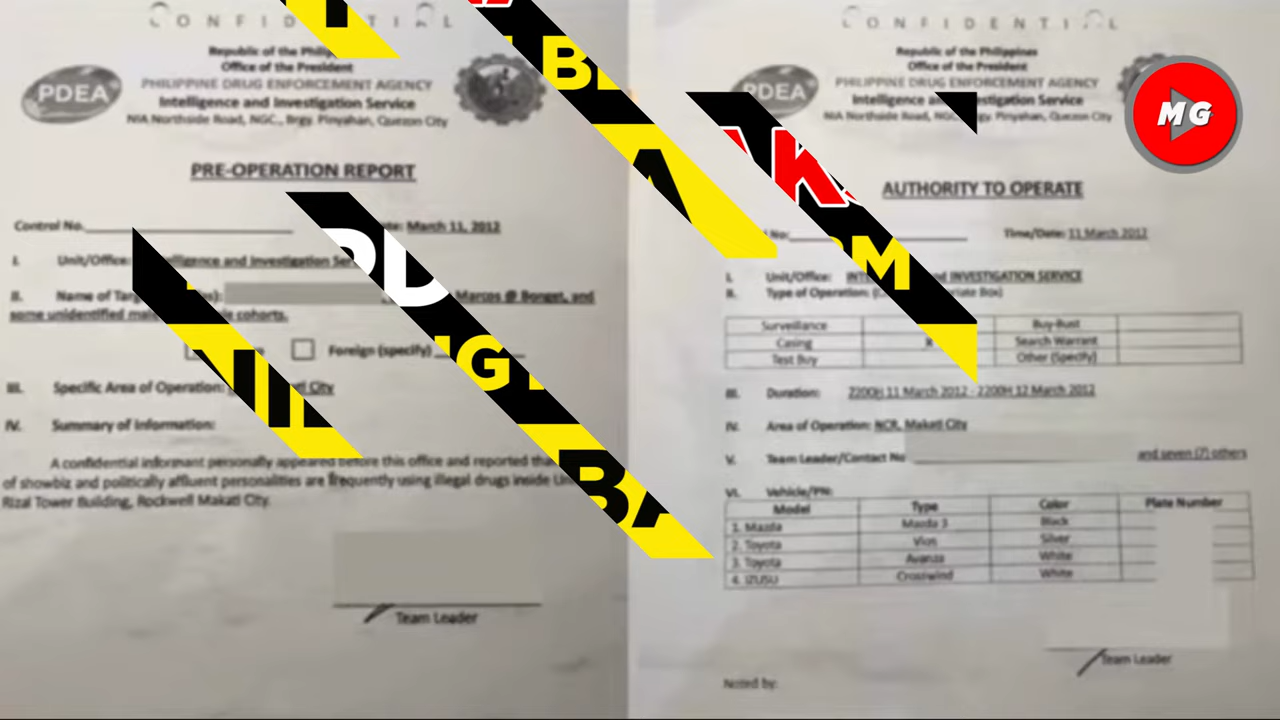 CONFIDENTIAL
Republic of the
Office of the President
PDEA
PHILIPPINE DRUG ENFORCEMENT AGENCY
Intelligence and Investigation Service
NIA Northside Road, NGC., Brgy. Pinyahan, Quezon City
PRE-OPERATION REPORT
Control No.
March 11, 2012
I. Unit/Office: and Investigation
II. Name of
Marcos @ Bonget, and
some unidentified cohorts.
Foreign (specify)
III. Specific Area of Operation: City
IV. Summary of Information:
A confidential informant personally appeared before this office and reported
of showbiz and politically affluent personalities are frequently using illegal drugs inside
Rizal Tower Building, Rockwell Makati City.
Team Leader
CONFIDENTIAL
Republic of the Philippines
Office of the President
PDEA
PHILIPPINE DRUG ENFORCEMENT AGENCY
Intelligence and Service
NIA Northside Road, Brgy. Pinyahan, Quezon City
MG
AUTHORITY TO OPERATE
Time/Date: 11 March 2012
I. Unit/Office: INVESTIGATION SERVICE
II. Type of Operation: Box)
Surveillance Buy-Bust
Casing X Search Warrant
Test Buy Other (Specify)
III. Duration: 2200H 11 March 2012 - 2200H 12 March 2012
IV. Area of Operation: NCR, Makati City
V. Team Leader/Contact No and seven (7) others
VI. Vehicle/PN:
Model Type Color Plate Number
1. Mazda Mazda 3 Black
2. Toyota Vios Silver
3. Toyota Avanza White
4. IZUSU Crosswind White
Team Leader
Noted by: